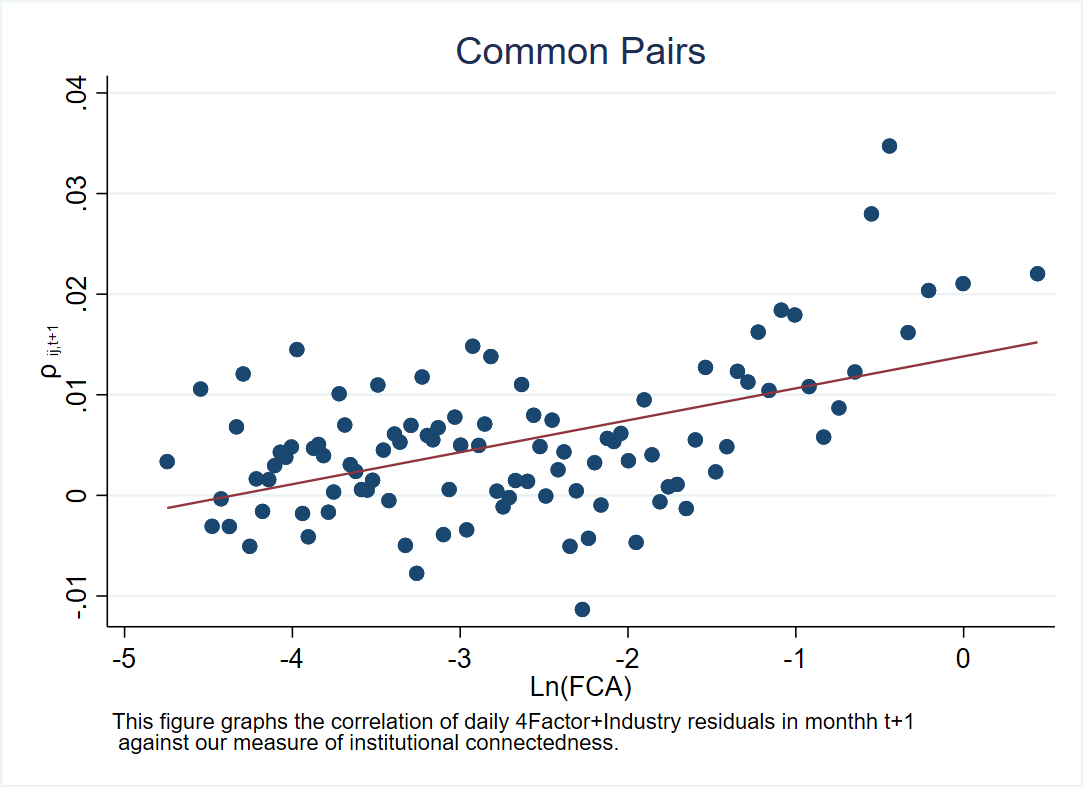 Common Pairs
.04
.03
.02
.01
0
-.01
ρ ij,t+1
-5 -4 -3 -2 -1 0
Ln(FCA)
This figure graphs the correlation of daily 4Factor+Industry residuals in monthh t+1
against our measure of institutional connectedness.